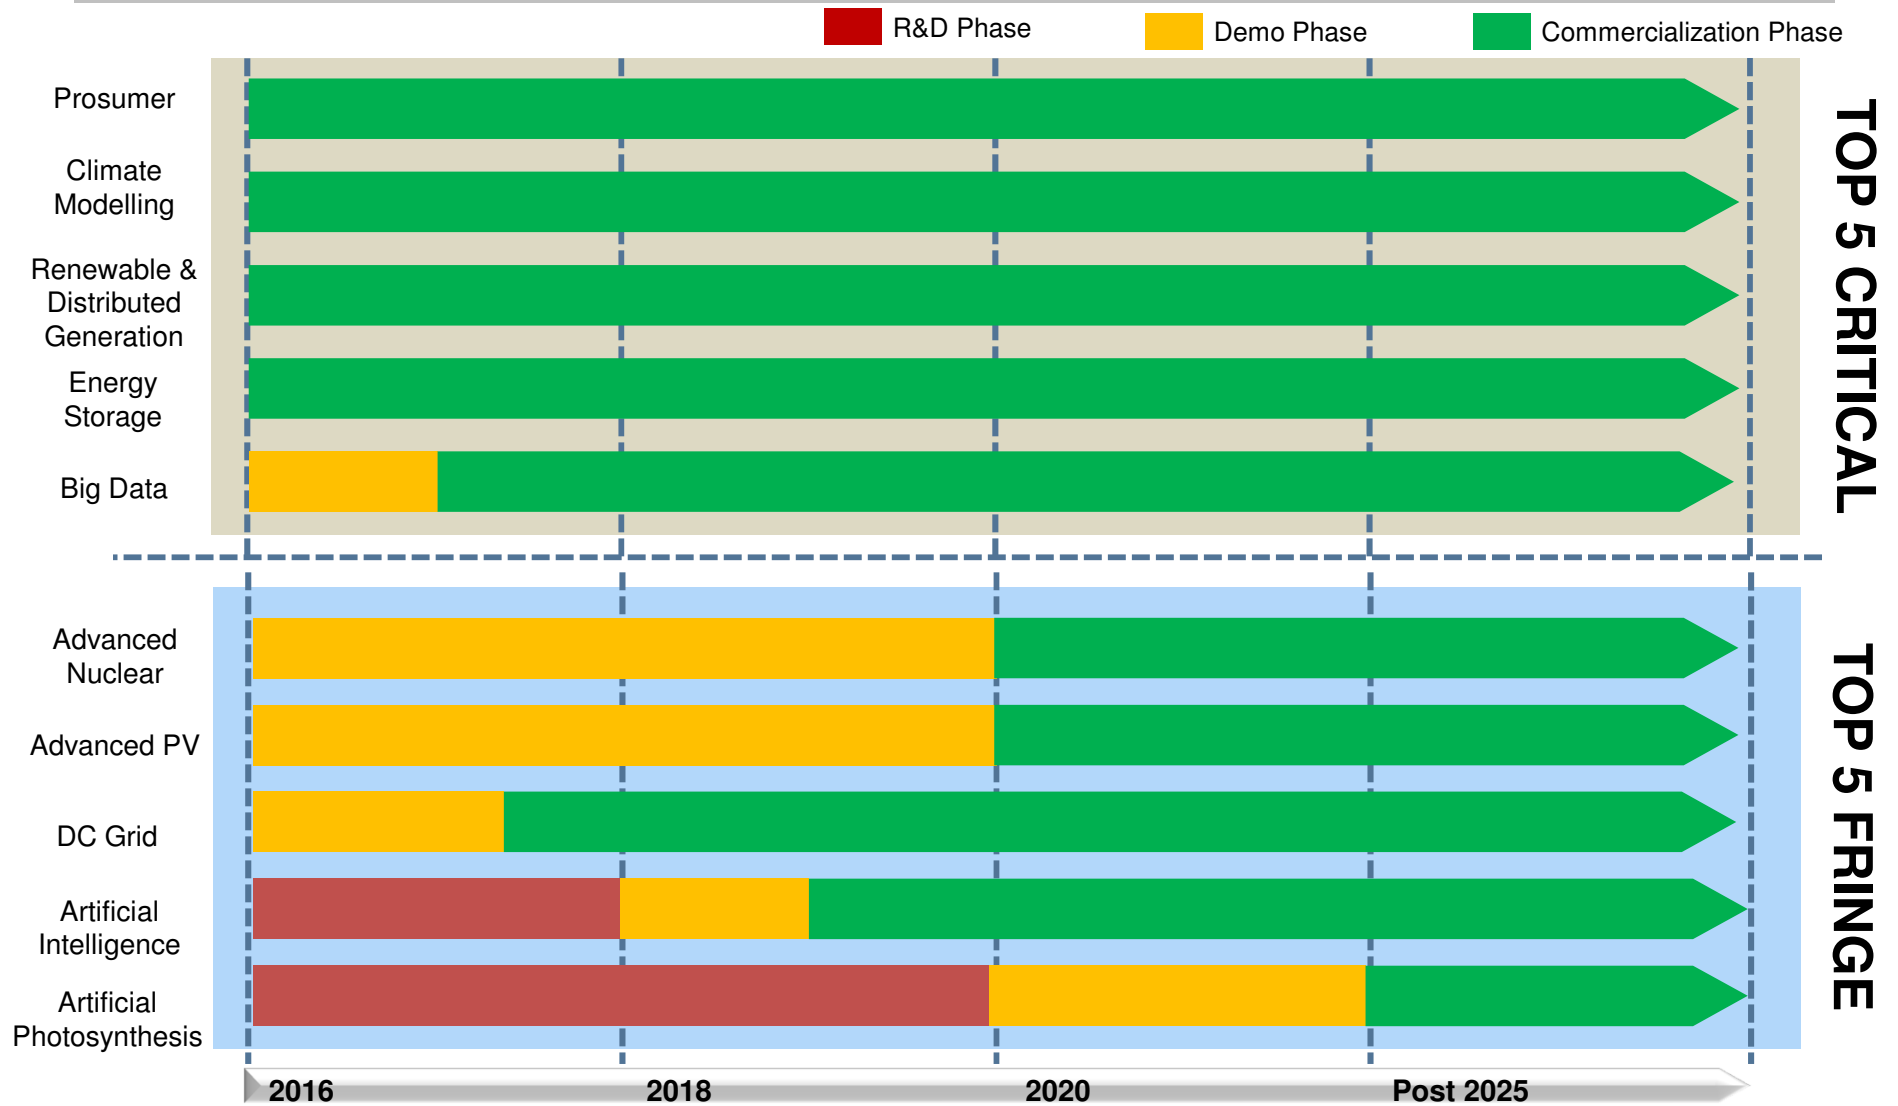 R&D Phase
Demo Phase
Commercialization Phase
Prosumer
Climate
Modelling
Renewable &
Distributed
Generation
Energy
Storage
Big Data
TOP 5 CRITICAL
Advanced
Nuclear
Advanced PV
DC Grid
Artificial
Intelligence
Artificial
Photosynthesis
TOP 5 FRINGE
2016
2018
2020
Post 2025